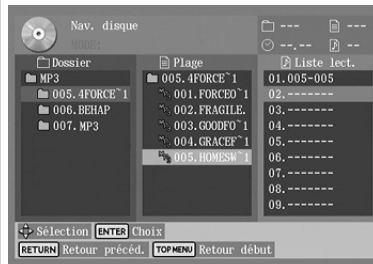 Nav. disque
MODE:
--- ---
--.-- --
Dossier
MP3
005.4FORCE~1
006.BEHAP
007.MP3
Plage
005.4FORCE~1
001.FORCEO~1
002.FRAGILE.
003.GOODFO~1
004.GRACEF~1
005.HOMESW~1
Liste lect.
01.005-005
02.--------
03.--------
04.--------
05.--------
06.--------
07.--------
08.--------
09.--------
Sélection ENTER Choix
RETURN Retour précéd. TOP MENU Retour début